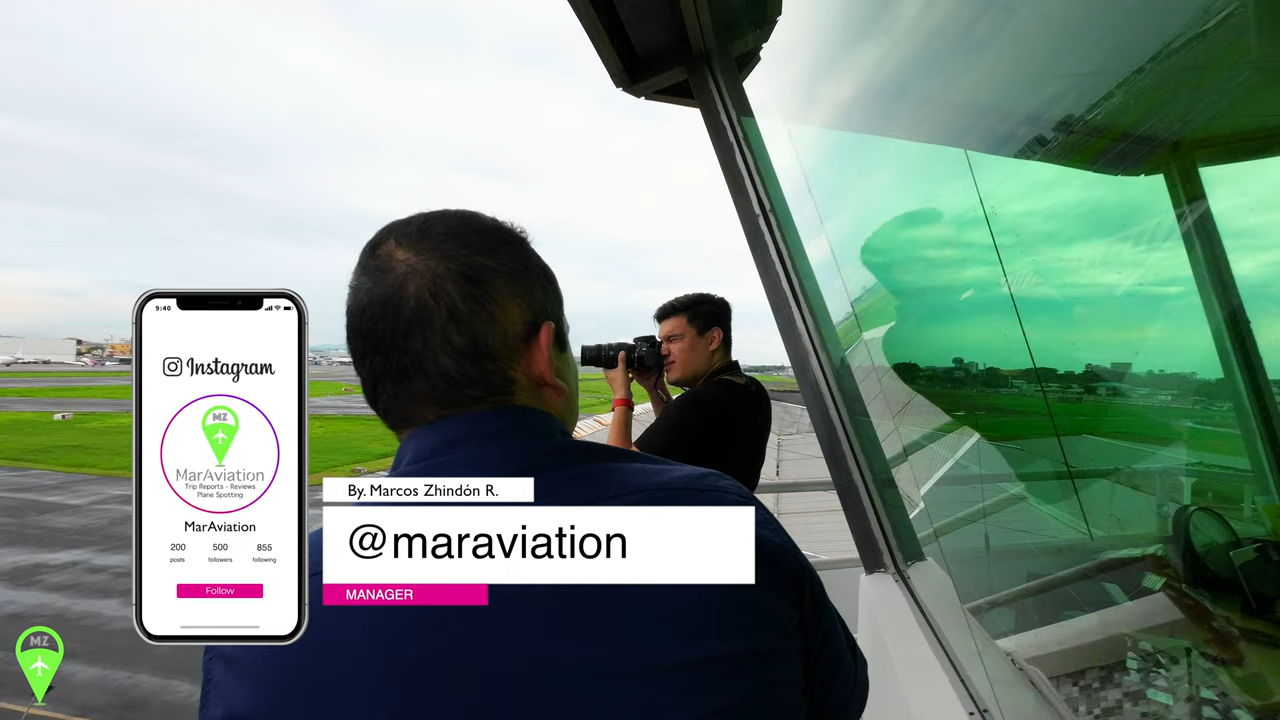 9:40
Instagram
MZ
MarAviation
Trip Reports - Reviews
Plane Spotting
MarAviation
200 500 855
posts followers following
Follow
By. Marcos Zhindón R.
@maraviation
MANAGER
MZ